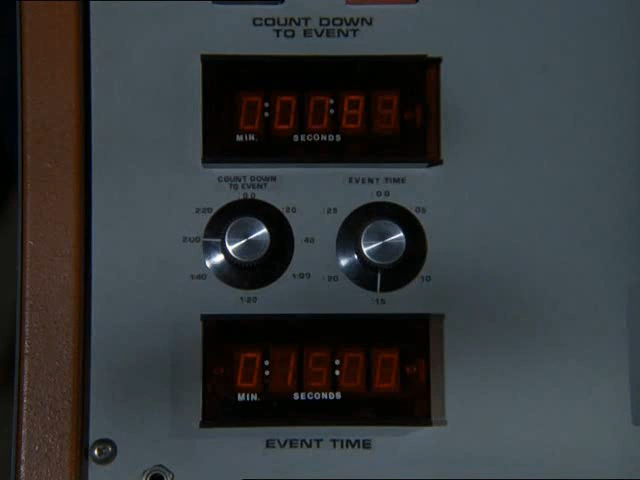 COUNT DOWN
TO EVENT
0:00:89
MIN. SECONDS
COUNT DOWN
TO EVENT
EVENT TIME
:00
:00
2:20
:20
:25
:05
2:00
:40
1:40
1:00
:20
:10
1:20
:15
0:15:00
MIN. SECONDS
EVENT TIME